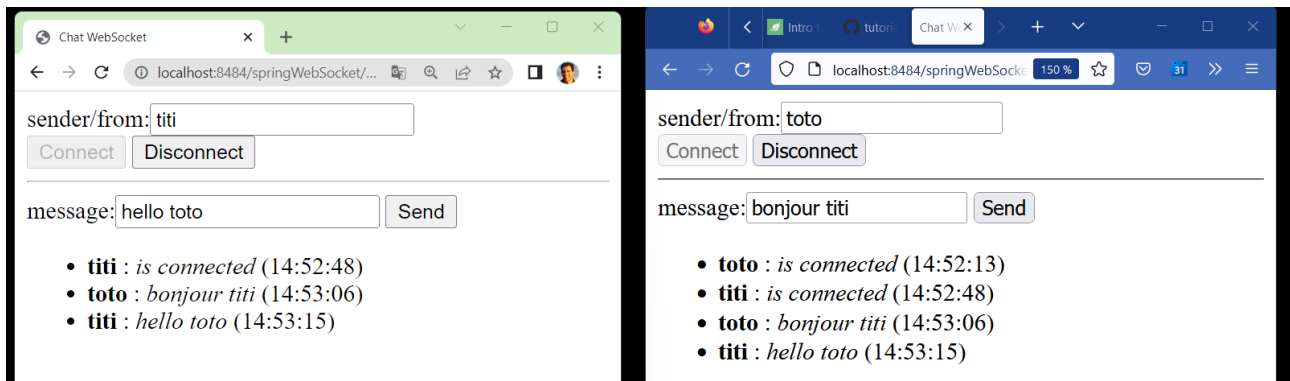 Chat WebSocket
localhost:8484/springWebSocket/...
sender/from: titi
Connect Disconnect
message: hello toto Send
• titi : is connected (14:52:48)
• toto : bonjour titi (14:53:06)
• titi : hello toto (14:53:15)
Intro t tutoria Chat W
localhost:8484/springWebSocke 150 % 31
sender/from: toto
Connect Disconnect
message: bonjour titi Send
• toto : is connected (14:52:13)
• titi : is connected (14:52:48)
• toto : bonjour titi (14:53:06)
• titi : hello toto (14:53:15)